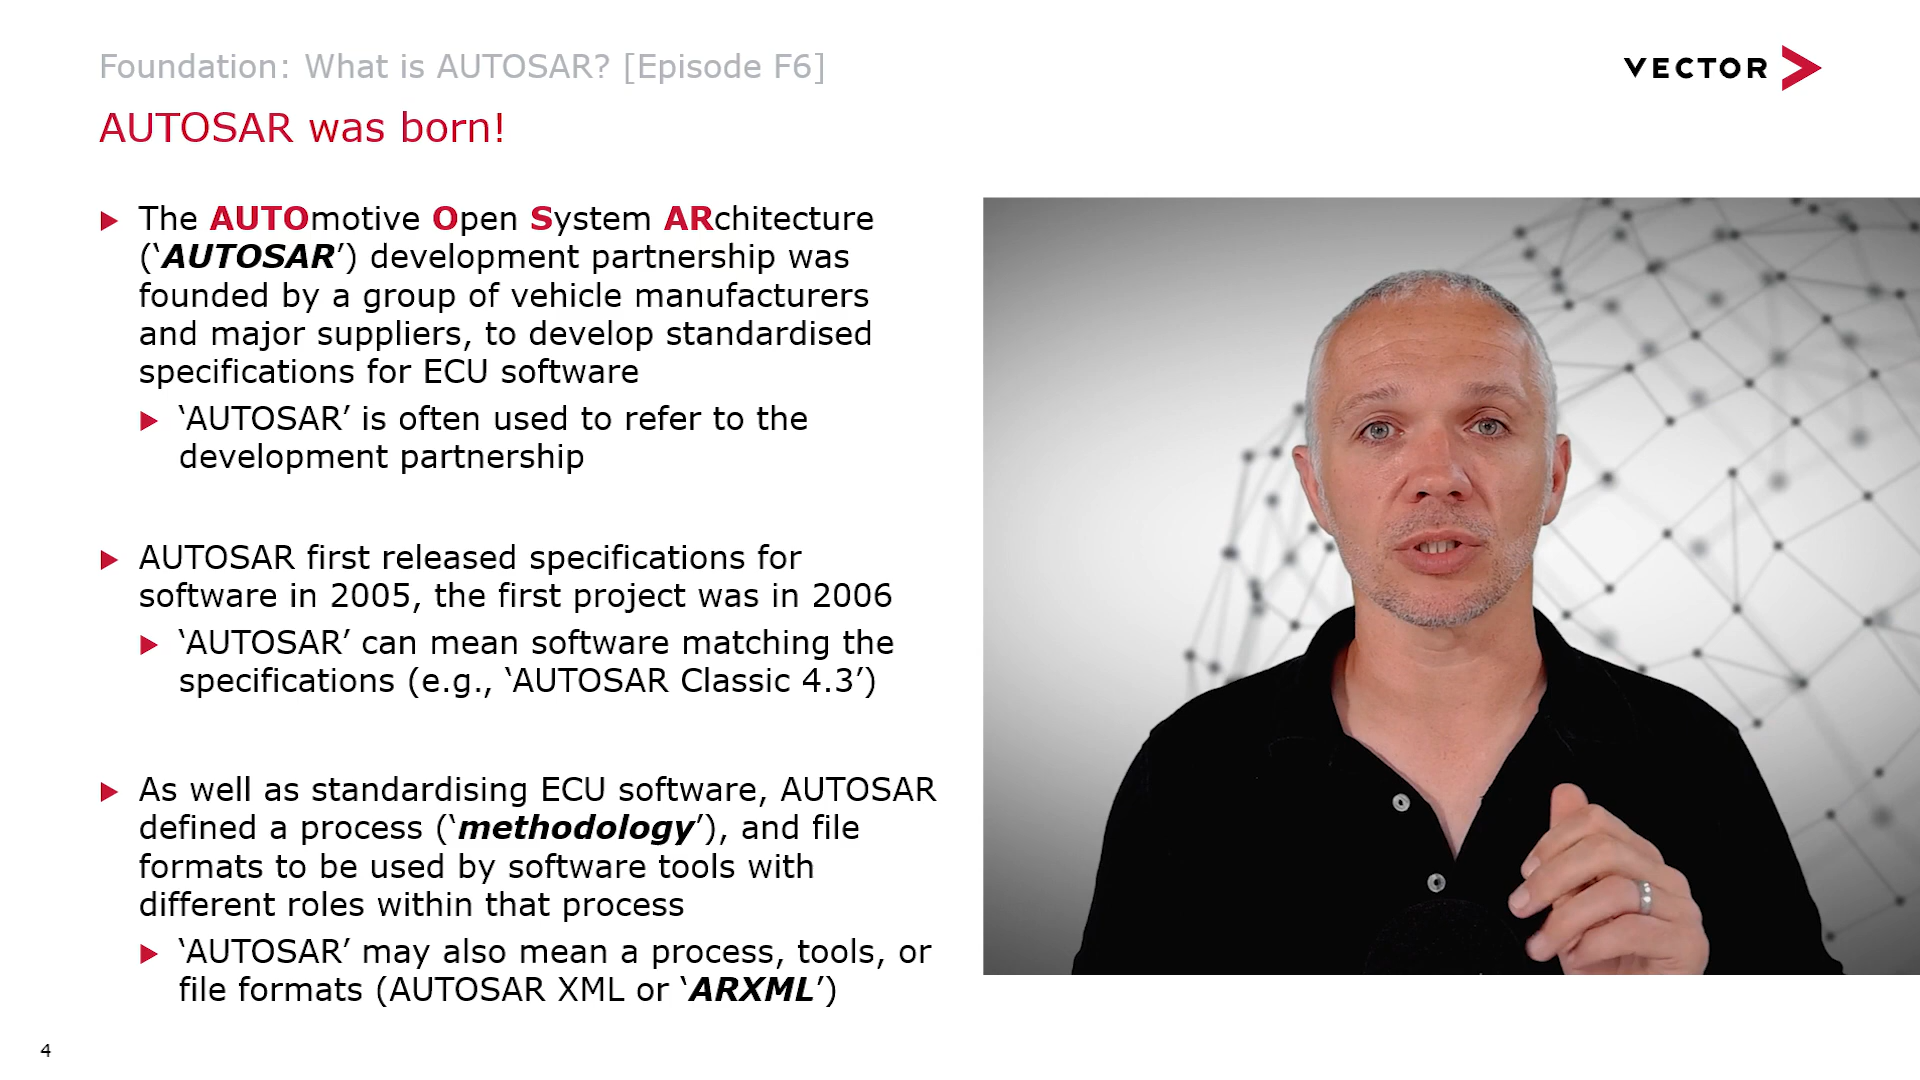 Foundation: What is AUTOSAR? [Episode F6]
VECTOR
AUTOSAR was born!
The AUTOmotive Open System ARchitecture
(‘AUTOSAR’) development partnership was
founded by a group of vehicle manufacturers
and major suppliers, to develop standardised
specifications for ECU software
‘AUTOSAR’ is often used to refer to the
development partnership
AUTOSAR first released specifications for
software in 2005, the first project was in 2006
‘AUTOSAR’ can mean software matching the
specifications (e.g., ‘AUTOSAR Classic 4.3’)
As well as standardising ECU software, AUTOSAR
defined a process (‘methodology’), and file
formats to be used by software tools with
different roles within that process
‘AUTOSAR’ may also mean a process, tools, or
file formats (AUTOSAR XML or ‘ARXML’)
4